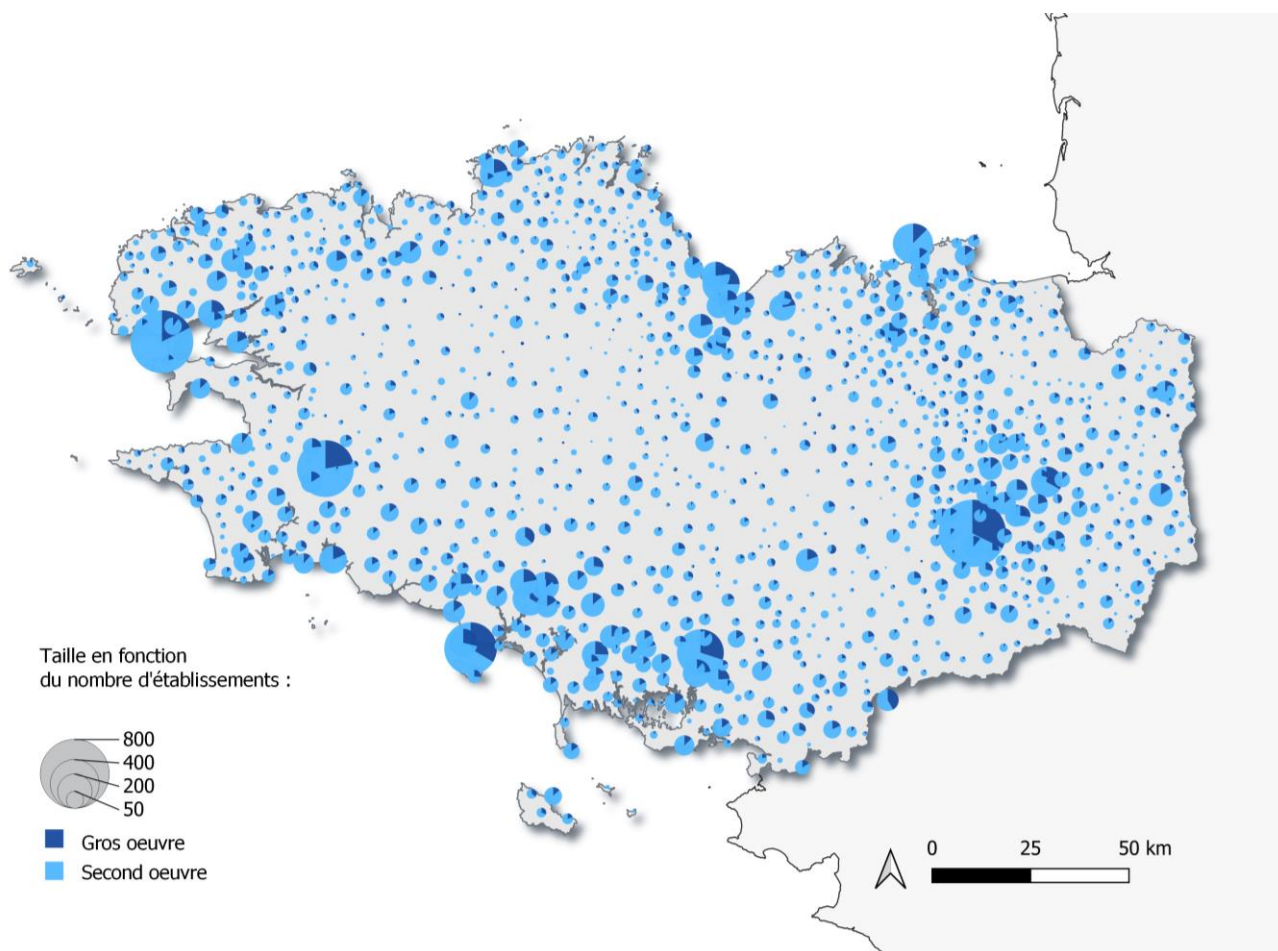 Taille en fonction
du nombre d'établissements :
800
400
200
50
Gros oeuvre
Second oeuvre
0 25 50 km